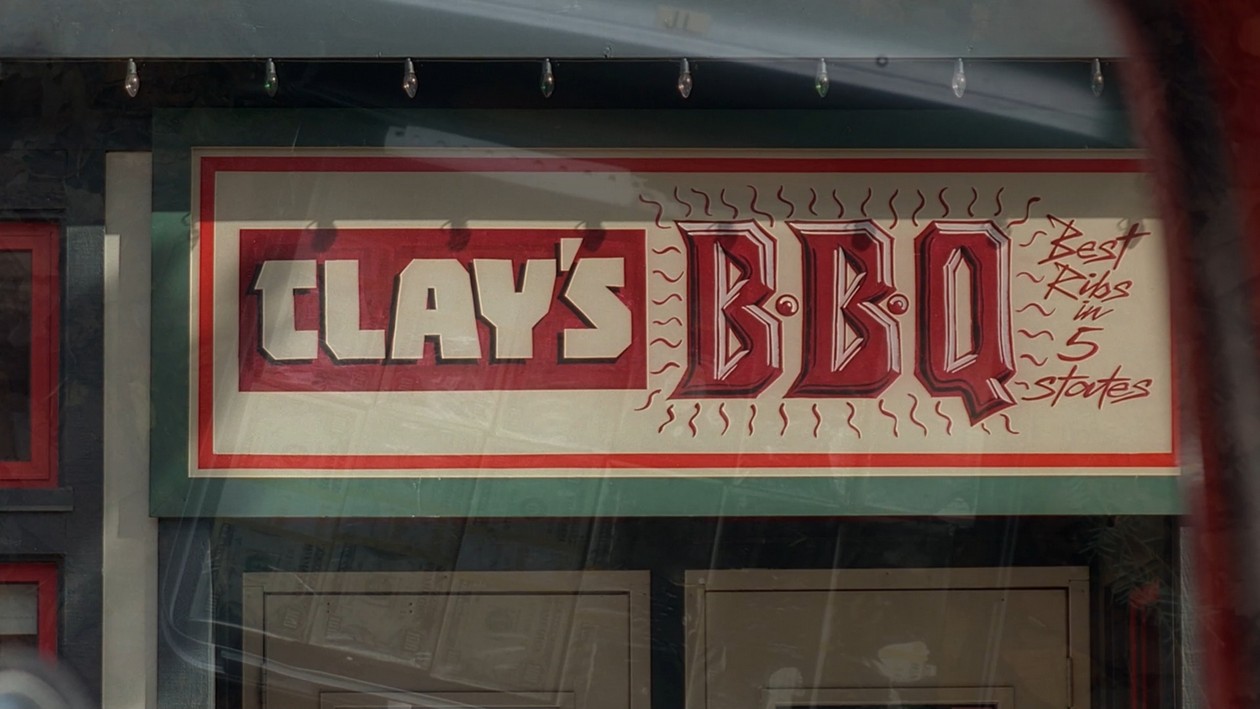 CLAY'S B·B·Q
Best
Ribs
in
5
states